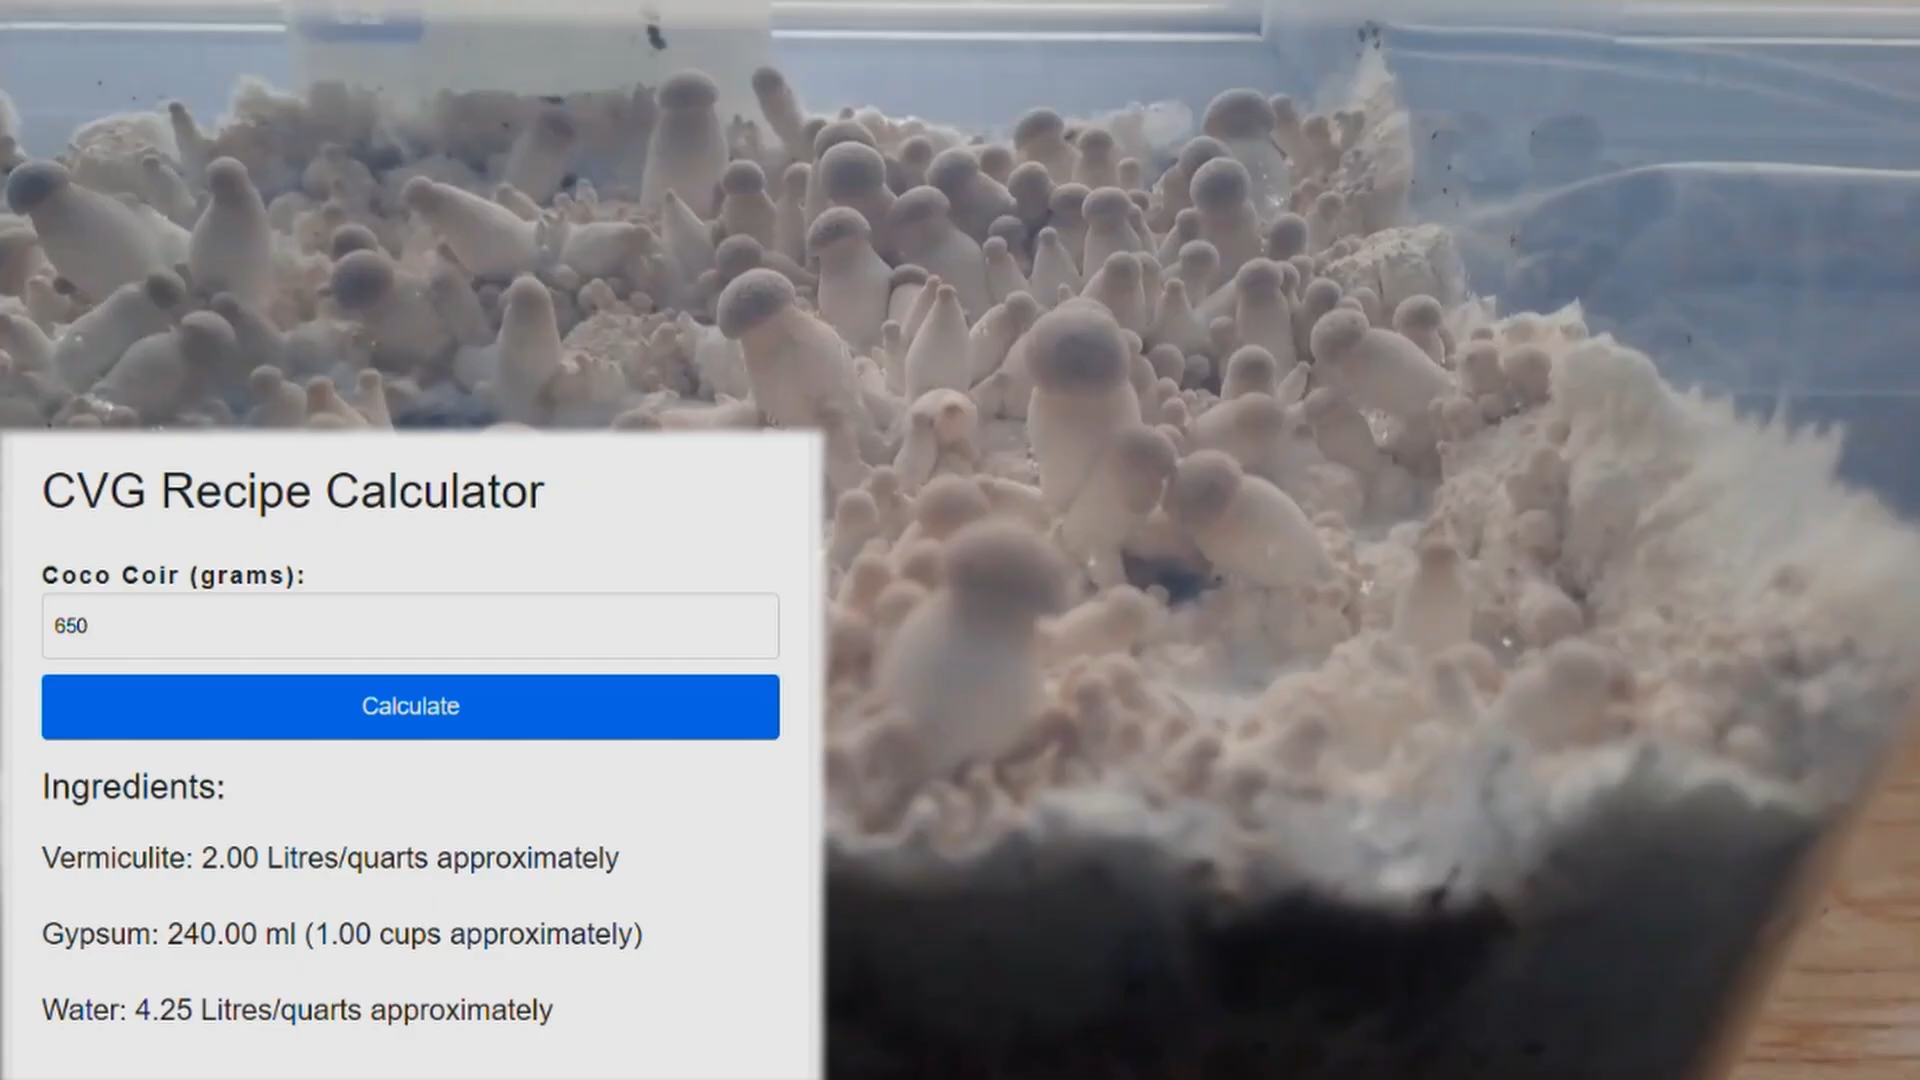 CVG Recipe Calculator
Coco Coir (grams):
650
Calculate
Ingredients:
Vermiculite: 2.00 Litres/quarts approximately
Gypsum: 240.00 ml (1.00 cups approximately)
Water: 4.25 Litres/quarts approximately